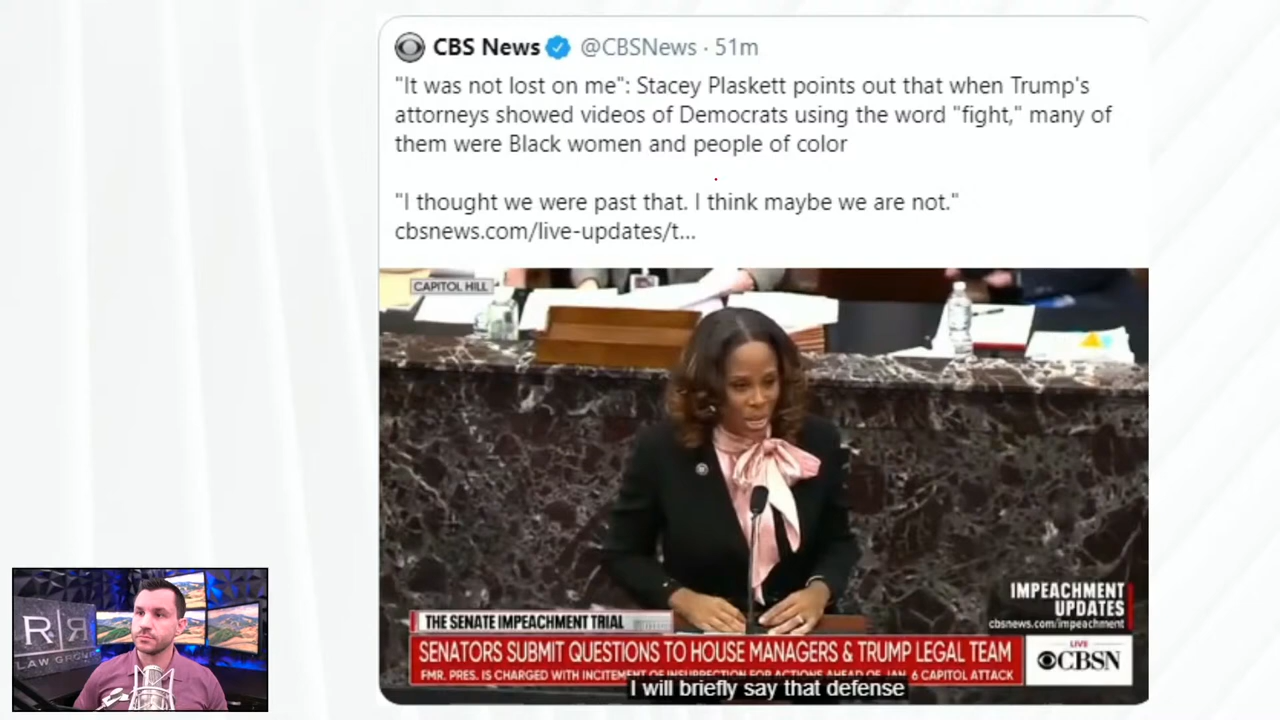 CBS News @CBSNews · 51m
"It was not lost on me": Stacey Plaskett points out that when Trump's
attorneys showed videos of Democrats using the word "fight," many of
them were Black women and people of color
"I thought we were past that. I think maybe we are not."
cbsnews.com/live-updates/t...
CAPITOL HILL
IMPEACHMENT
UPDATES
cbsnews.com/impeachment
THE SENATE IMPEACHMENT TRIAL
SENATORS SUBMIT QUESTIONS TO HOUSE MANAGERS & TRUMP LEGAL TEAM
FMR. PRES. IS CHARGED WITH INCITEMENT OF INSURRECTION FOR ACTIONS AHEAD OF JAN. 6 CAPITOL ATTACK
LIVE
CBSN
I will briefly say that defense
R|R
LAW GROUP